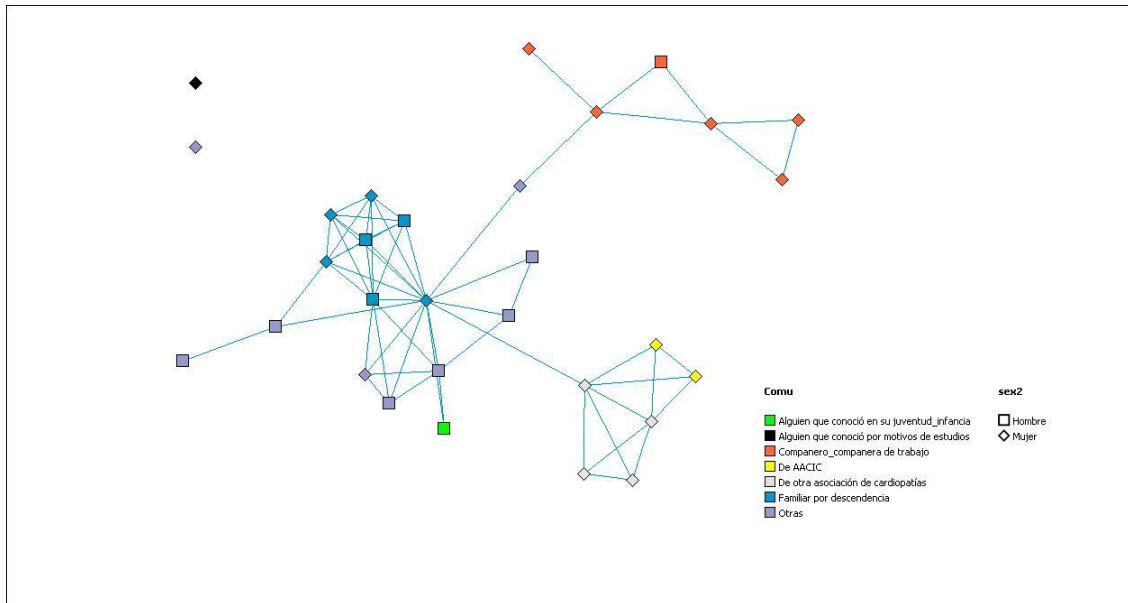 Comu
Alguien que conoció en su juventud_infancia
Alguien que conoció por motivos de estudios
Companero_companera de trabajo
De AACIC
De otra asociación de cardiopatías
Familiar por descendencia
Otras
sex2
Hombre
Mujer